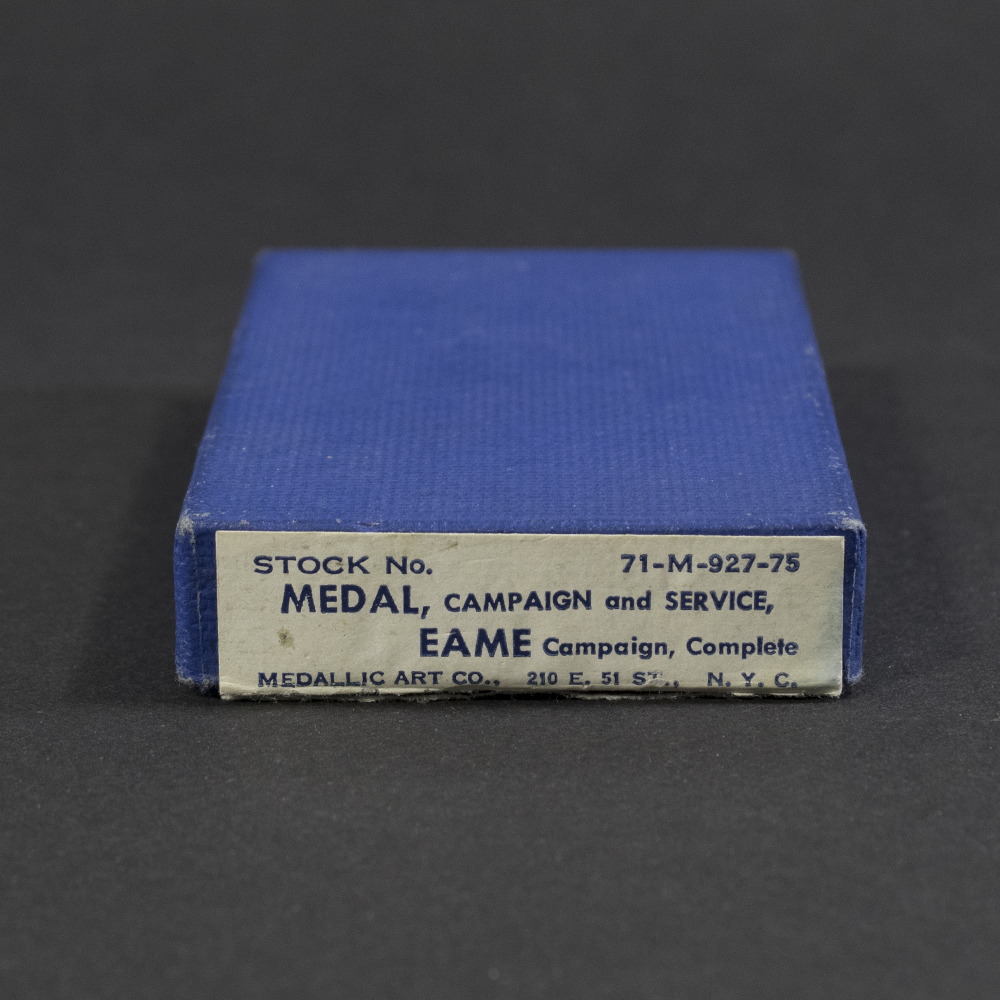 STOCK No. 71-M-927-75
MEDAL, CAMPAIGN and SERVICE,
EAME Campaign, Complete
MEDALLIC ART CO., 210 E. 51 ST., N. Y. C.